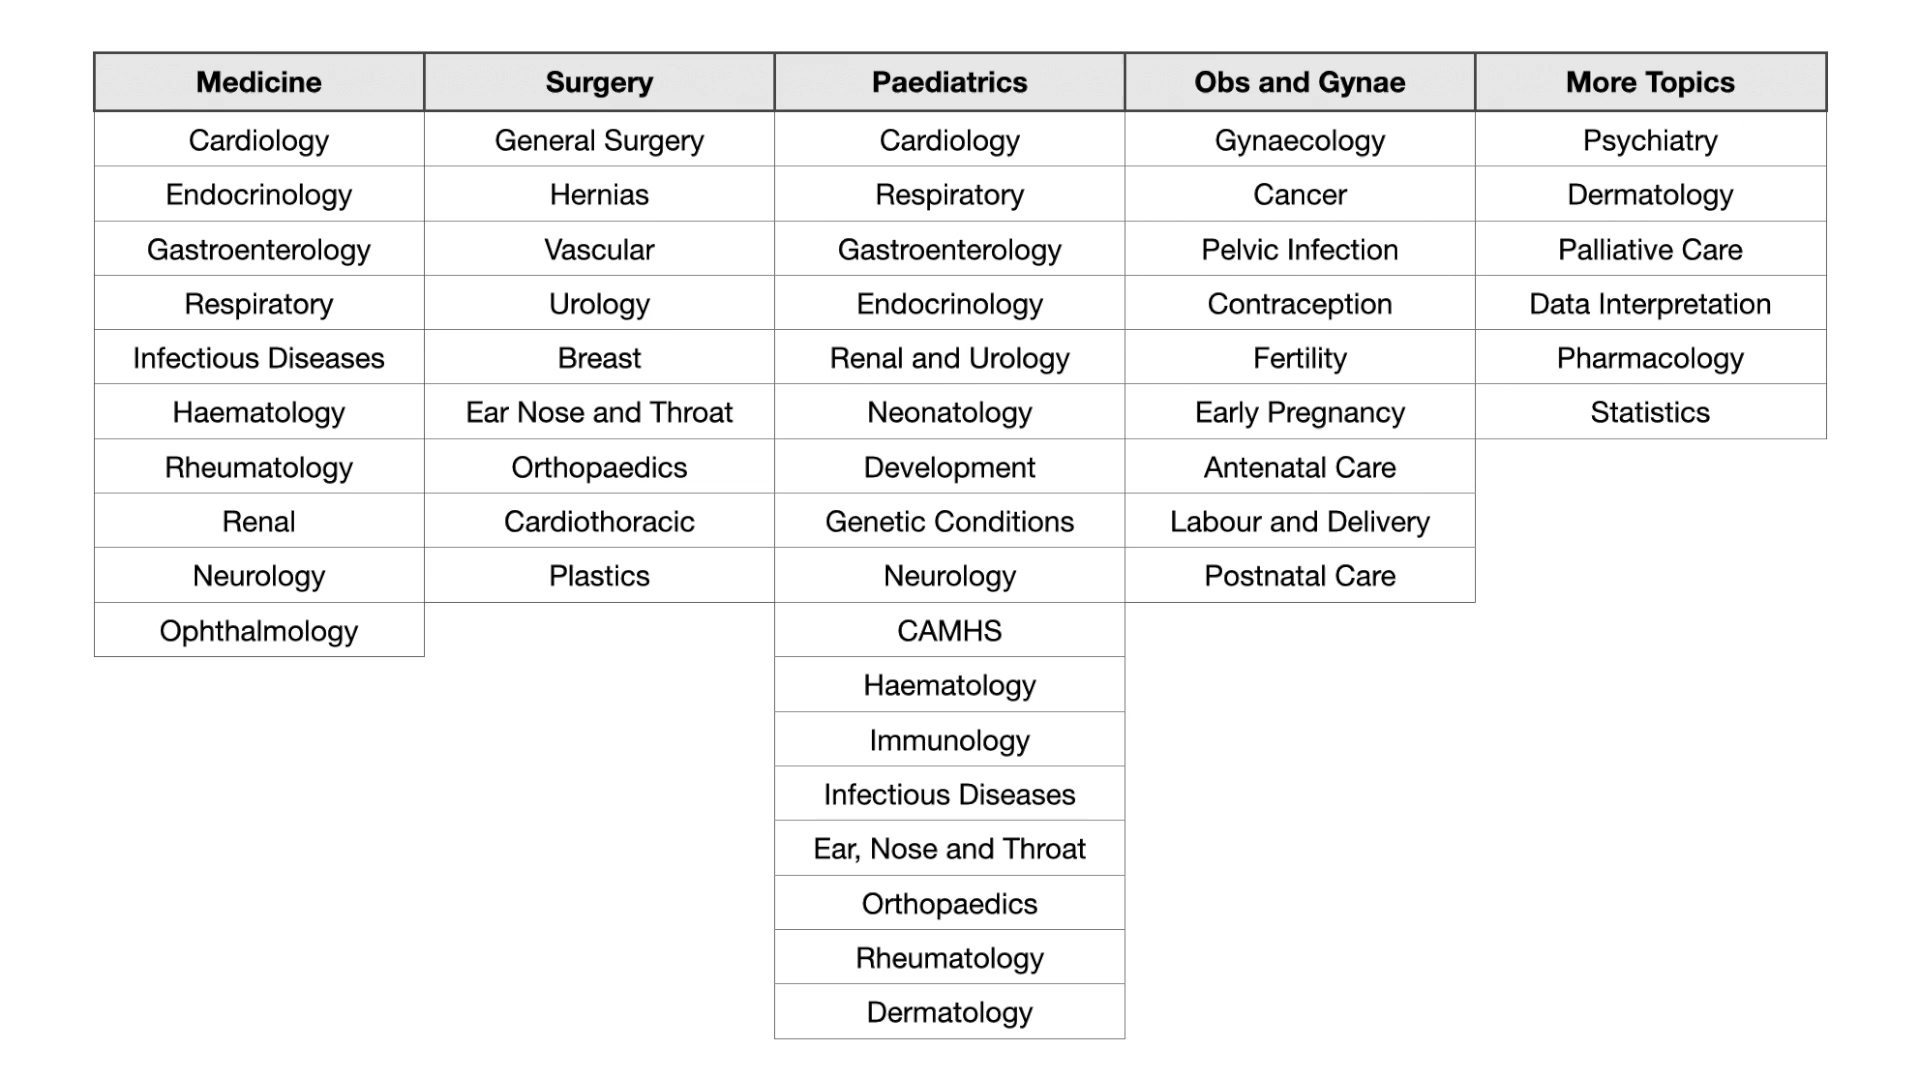 Medicine Surgery Paediatrics Obs and Gynae More Topics
Cardiology General Surgery Cardiology Gynaecology Psychiatry
Endocrinology Hernias Respiratory Cancer Dermatology
Gastroenterology Vascular Gastroenterology Pelvic Infection Palliative Care
Respiratory Urology Endocrinology Contraception Data Interpretation
Infectious Diseases Breast Renal and Urology Fertility Pharmacology
Haematology Ear Nose and Throat Neonatology Early Pregnancy Statistics
Rheumatology Orthopaedics Development Antenatal Care
Renal Cardiothoracic Genetic Conditions Labour and Delivery
Neurology Plastics Neurology Postnatal Care
Ophthalmology CAMHS
Haematology
Immunology
Infectious Diseases
Ear, Nose and Throat
Orthopaedics
Rheumatology
Dermatology